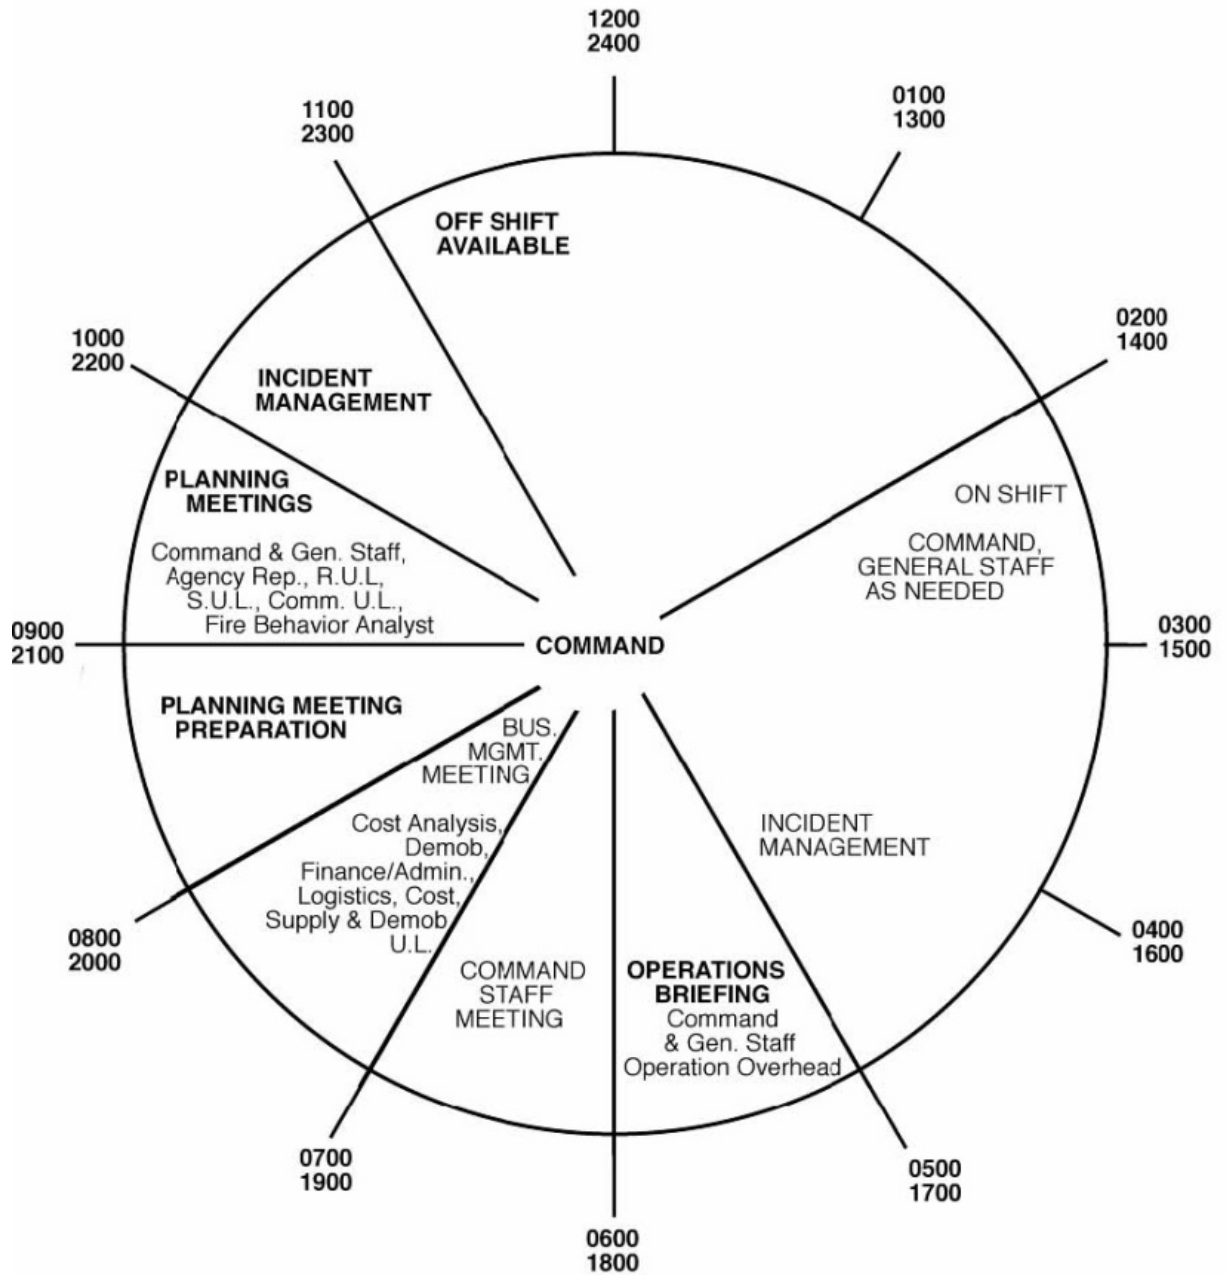 1200
2400
0100
1300
0200
1400
0300
1500
0400
1600
0500
1700
0600
1800
0700
1900
0800
2000
0900
2100
1000
2200
1100
2300
OFF SHIFT
AVAILABLE
ON SHIFT
COMMAND,
GENERAL STAFF
AS NEEDED
INCIDENT
MANAGEMENT
OPERATIONS
BRIEFING
Command
& Gen. Staff
Operation Overhead
COMMAND
STAFF
MEETING
BUS.
MGMT.
MEETING
Cost Analysis,
Demob,
Finance/Admin.,
Logistics, Cost,
Supply & Demob
U.L.
PLANNING MEETING
PREPARATION
PLANNING
MEETINGS
Command & Gen. Staff,
Agency Rep., R.U.L,
S.U.L., Comm. U.L.,
Fire Behavior Analyst
INCIDENT
MANAGEMENT
COMMAND